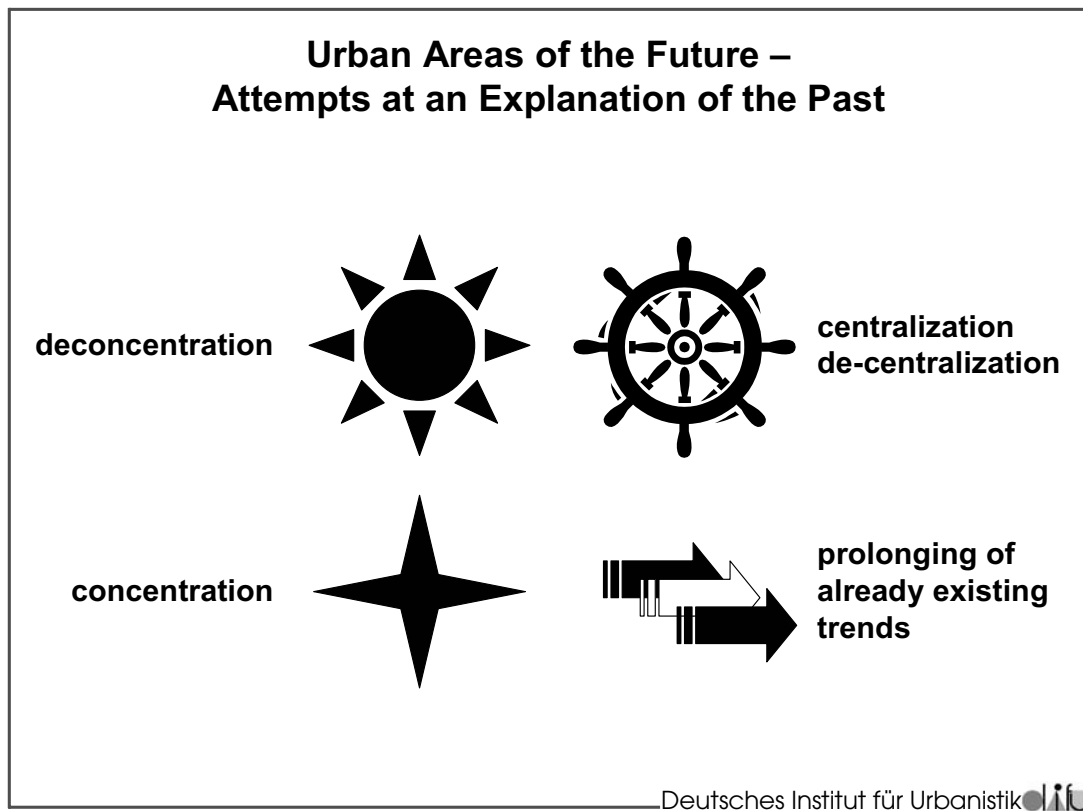 Urban Areas of the Future –
Attempts at an Explanation of the Past
deconcentration
centralization
de-centralization
concentration
prolonging of
already existing
trends
Deutsches Institut für Urbanistik
difu